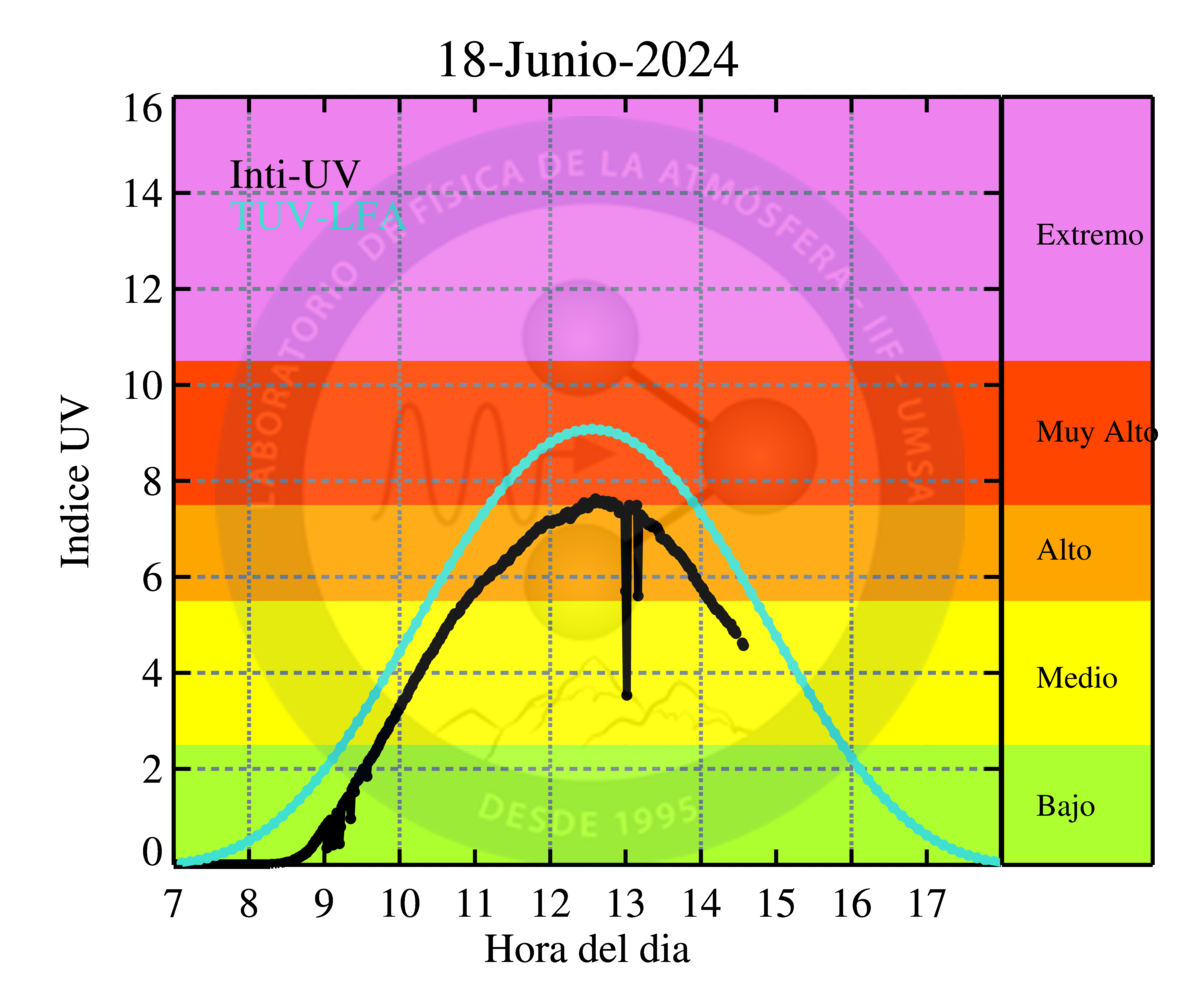 18-Junio-2024
Indice UV
16
14
12
10
8
6
4
2
0
Inti-UV
TUV-LFA
LABORATORIO DE FÍSICA DE LA ATMÓSFERA - IIF - UMSA
DESDE 1995
Extremo
Muy Alto
Alto
Medio
Bajo
7 8 9 10 11 12 13 14 15 16 17
Hora del dia